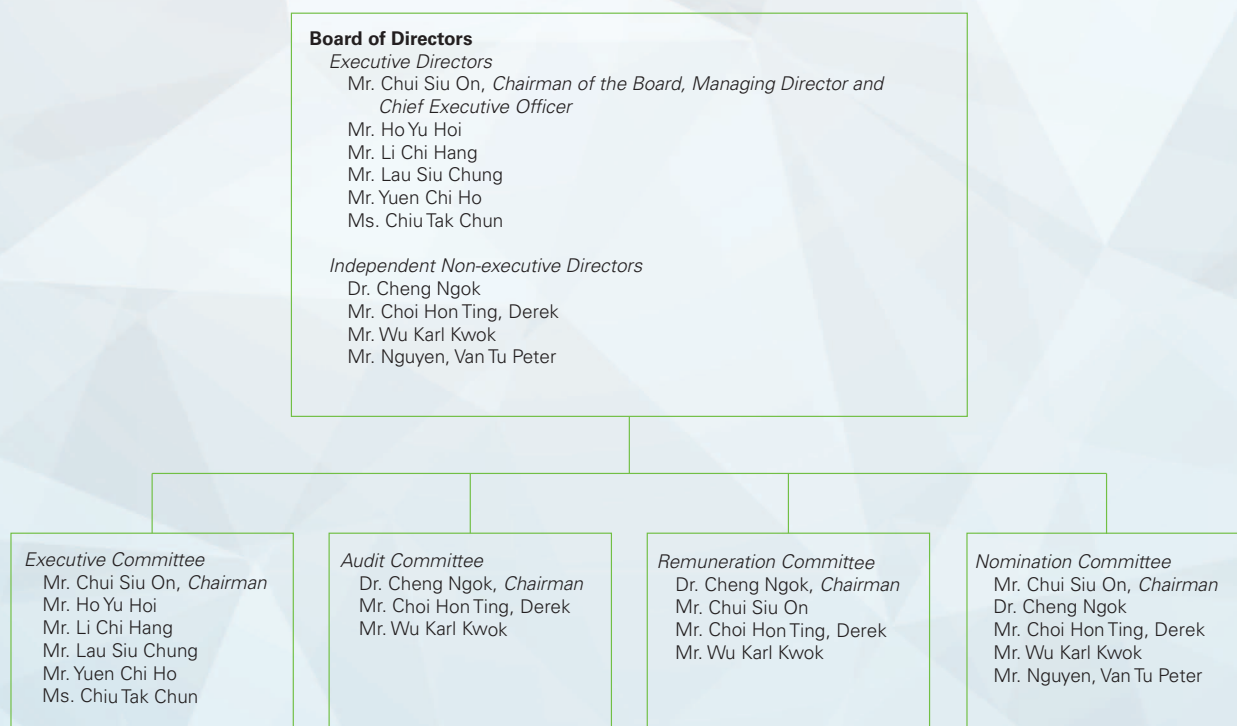 Board of Directors
Executive Directors
Mr. Chui Siu On, Chairman of the Board, Managing Director and
Chief Executive Officer
Mr. Ho Yu Hoi
Mr. Li Chi Hang
Mr. Lau Siu Chung
Mr. Yuen Chi Ho
Ms. Chiu Tak Chun
Independent Non-executive Directors
Dr. Cheng Ngok
Mr. Choi Hon Ting, Derek
Mr. Wu Karl Kwok
Mr. Nguyen, Van Tu Peter
Executive Committee
Mr. Chui Siu On, Chairman
Mr. Ho Yu Hoi
Mr. Li Chi Hang
Mr. Lau Siu Chung
Mr. Yuen Chi Ho
Ms. Chiu Tak Chun
Audit Committee
Dr. Cheng Ngok, Chairman
Mr. Choi Hon Ting, Derek
Mr. Wu Karl Kwok
Remuneration Committee
Dr. Cheng Ngok, Chairman
Mr. Chui Siu On
Mr. Choi Hon Ting, Derek
Mr. Wu Karl Kwok
Nomination Committee
Mr. Chui Siu On, Chairman
Dr. Cheng Ngok
Mr. Choi Hon Ting, Derek
Mr. Wu Karl Kwok
Mr. Nguyen, Van Tu Peter